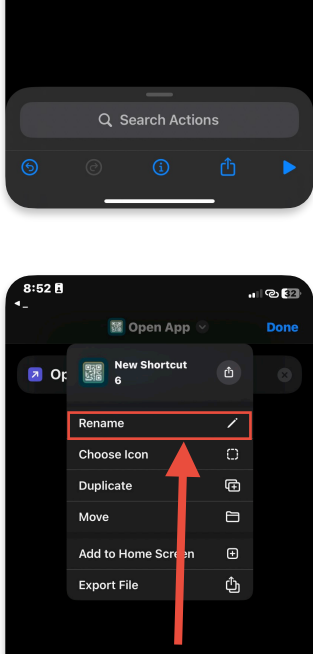 Search Actions
8:52
32
Open App
Done
Op
New Shortcut
6
Rename
Choose Icon
Duplicate
Move
Add to Home Screen
Export File